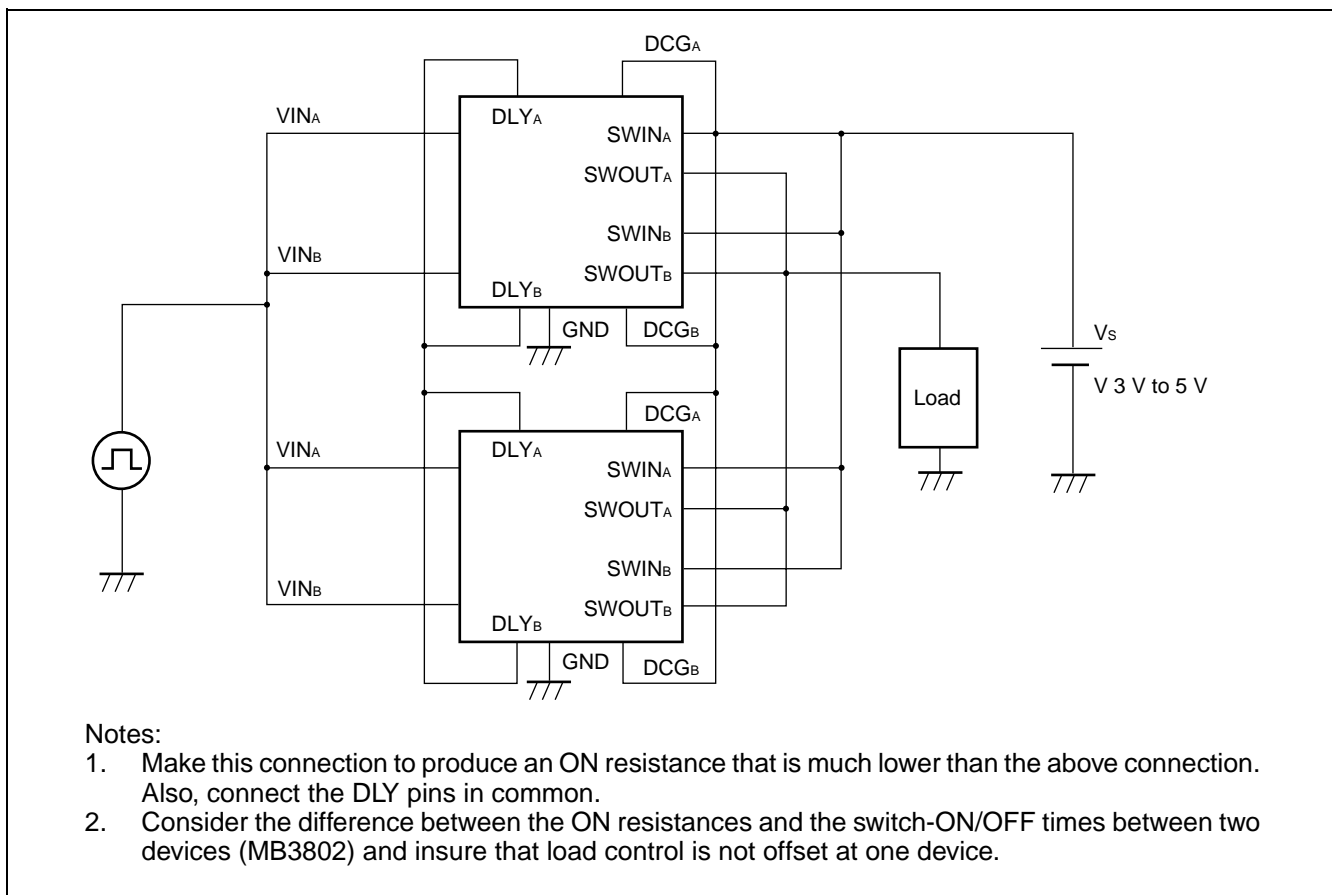 DCGA
VINA
DLYA
SWINA
SWOUTA
SWINB
VINB
SWOUTB
DLYB
GND
DCGB
VS
V 3 V to 5 V
Load
DCGA
VINA
DLYA
SWINA
SWOUTA
SWINB
VINB
SWOUTB
DLYB
GND
DCGB
Notes:
1. Make this connection to produce an ON resistance that is much lower than the above connection.
Also, connect the DLY pins in common.
2. Consider the difference between the ON resistances and the switch-ON/OFF times between two
devices (MB3802) and insure that load control is not offset at one device.